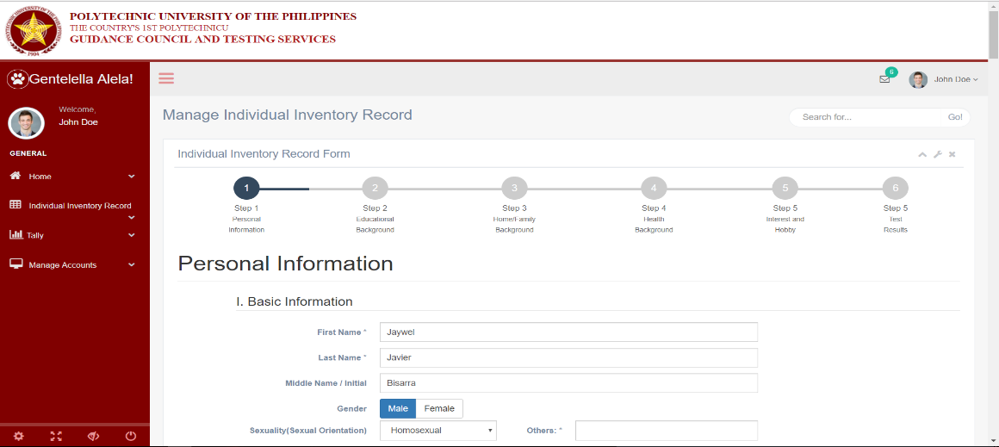 POLYTECHNIC UNIVERSITY OF THE PHILIPPINES
THE COUNTRY'S 1ST POLYTECHNICU
GUIDANCE COUNCIL AND TESTING SERVICES
Gentelella Alela!
6
John Doe
Welcome,
John Doe
GENERAL
Home
Individual Inventory Record
Tally
Manage Accounts
Manage Individual Inventory Record
Search for...
Go!
Individual Inventory Record Form
1
Step 1
Personal
Information
2
Step 2
Educational
Background
3
Step 3
Home/Family
Background
4
Step 4
Health
Background
5
Step 5
Interest and
Hobby
6
Step 5
Test
Results
Personal Information
I. Basic Information
First Name * Jaywel
Last Name * Javier
Middle Name / Initial Bisarra
Gender Male Female
Sexuality(Sexual Orientation) Homosexual Others: *